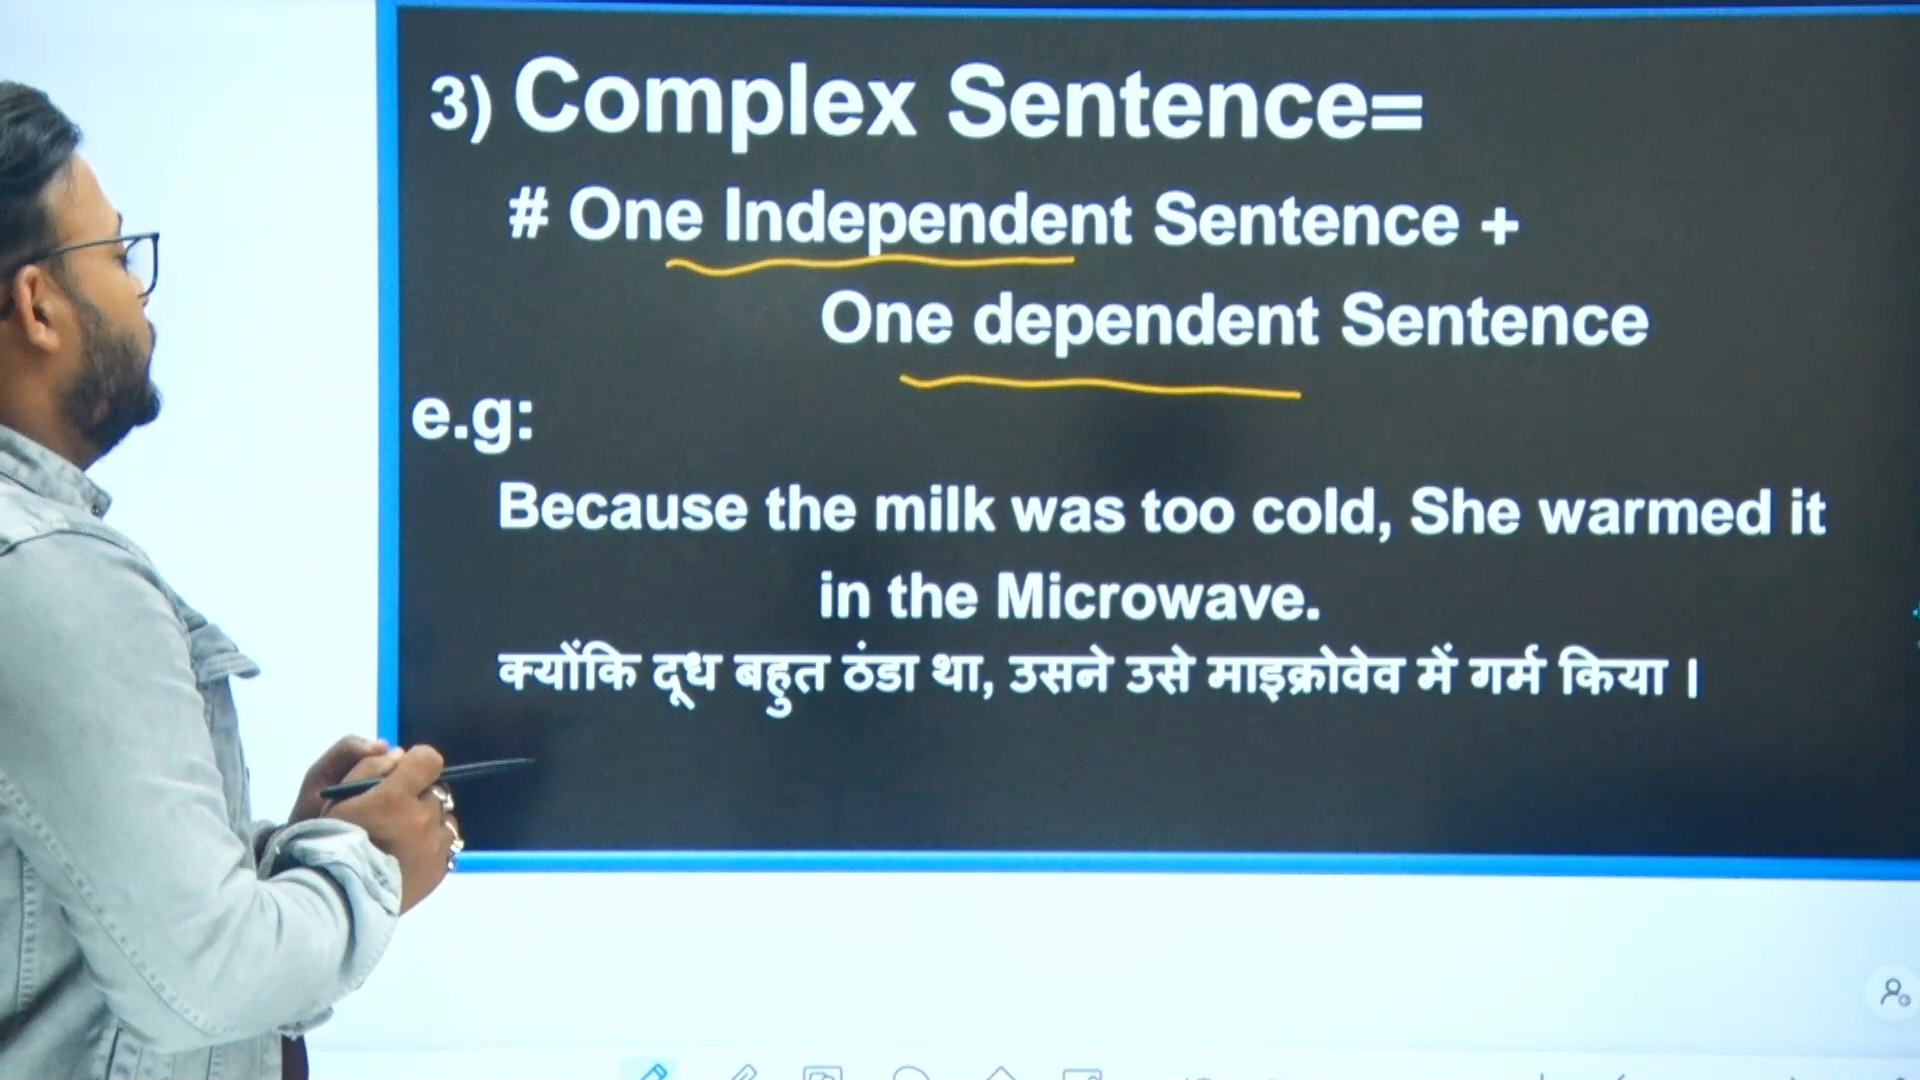 3) Complex Sentence=
# One Independent Sentence +
One dependent Sentence
e.g:
Because the milk was too cold, She warmed it
in the Microwave.
क्योंकि दूध बहुत ठंडा था, उसने उसे माइक्रोवेव में गर्म किया ।